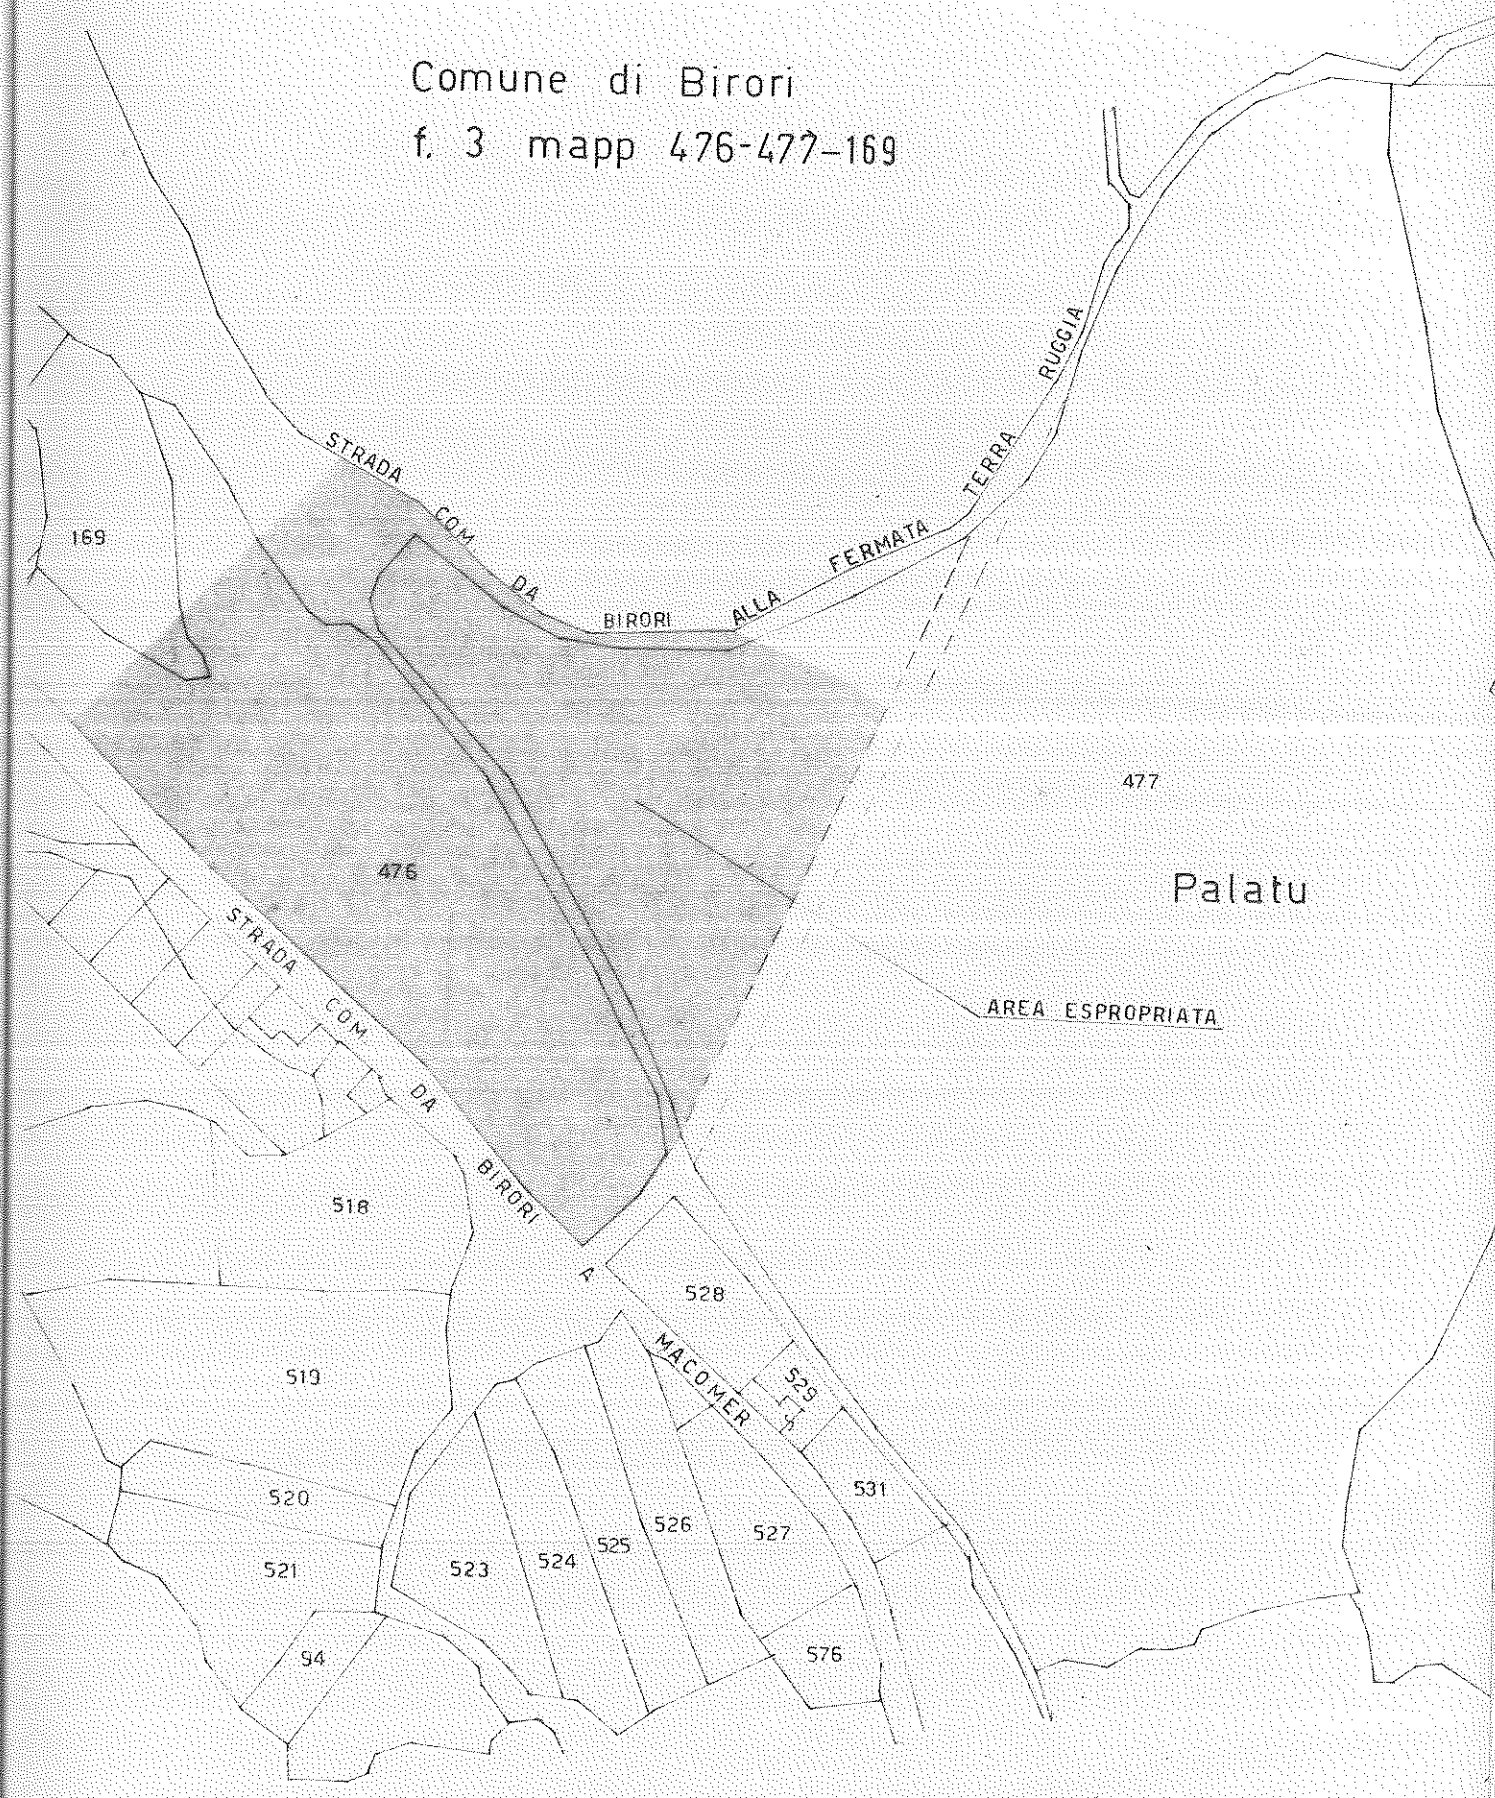 Comune di Birori
f. 3 mapp 476-477-169
STRADA COM DA BIRORI ALLA FERMATA TERRA RUGGIA
169
477
476
Palatu
STRADA COM DA BIRORI A MACOMER
AREA ESPROPRIATA
518
528
519
529
531
520
526
527
525
524
523
521
576
94